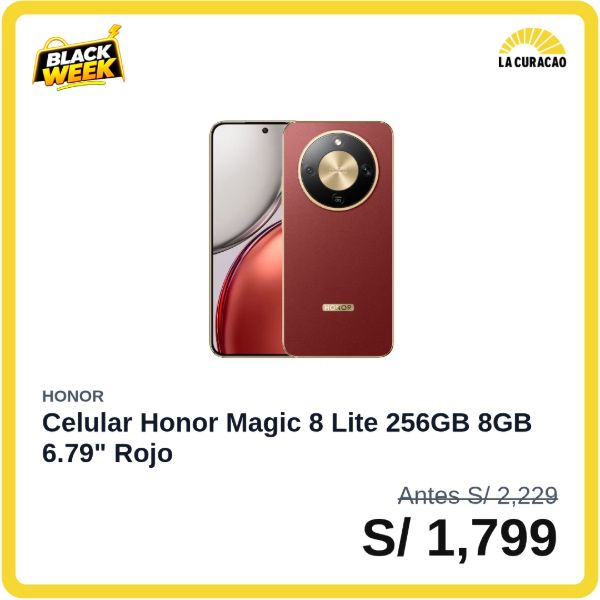 BLACK
WEEK
LA CURACAO
HONOR
HONOR
Celular Honor Magic 8 Lite 256GB 8GB
6.79" Rojo
Antes S/ 2,229
S/ 1,799